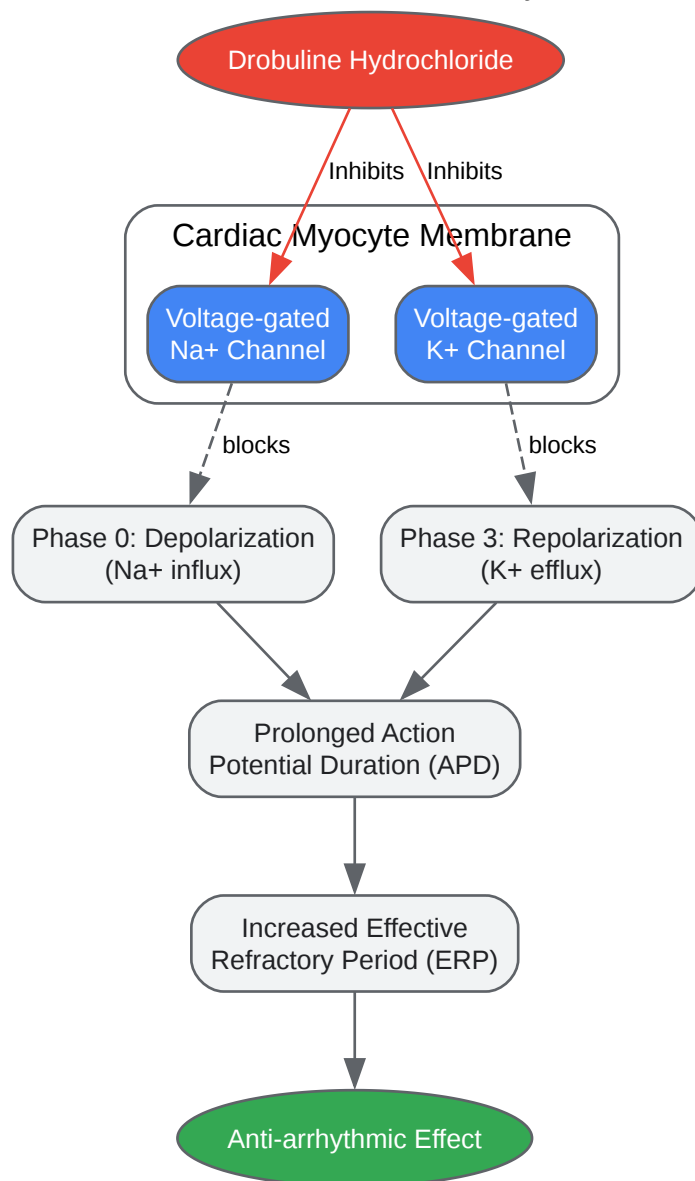 Drobuline Hydrochloride
Inhibits
Inhibits
Cardiac Myocyte Membrane
Voltage-gated
Na+ Channel
Voltage-gated
K+ Channel
blocks
blocks
Phase 0: Depolarization
(Na+ influx)
Phase 3: Repolarization
(K+ efflux)
Prolonged Action
Potential Duration (APD)
Increased Effective
Refractory Period (ERP)
Anti-arrhythmic Effect